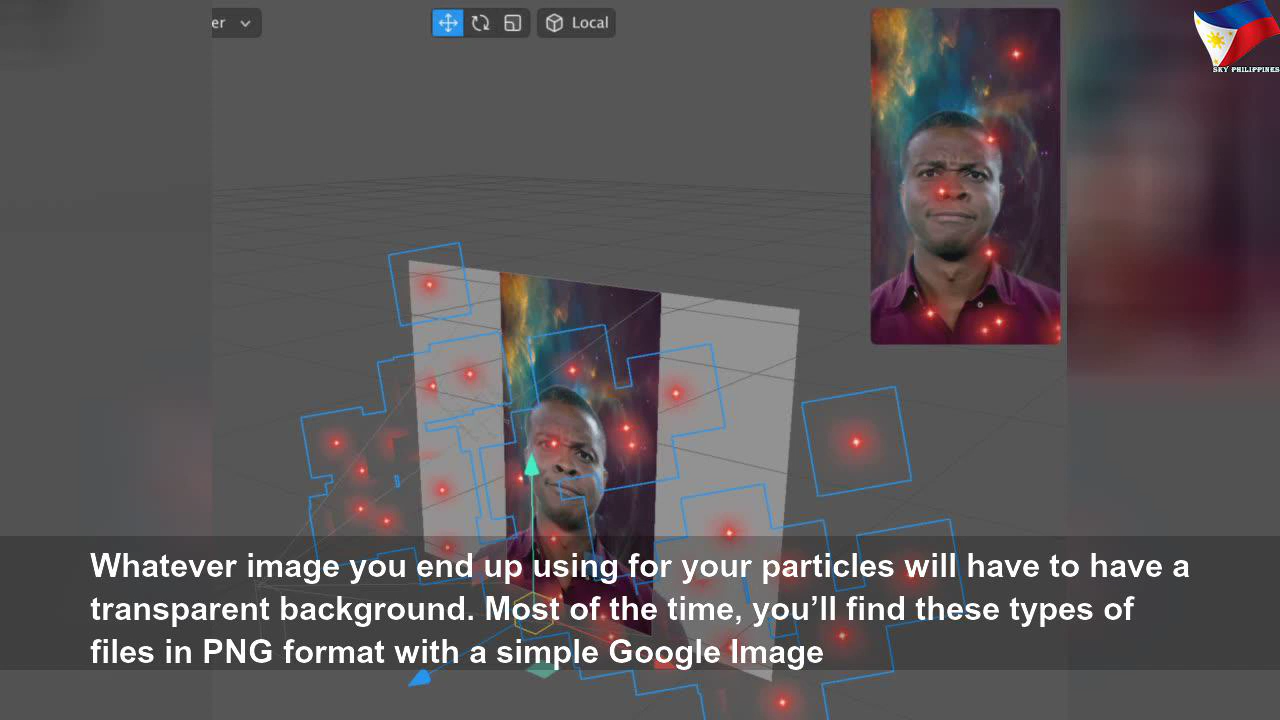 er
Local
SKY PHILIPPINES
Whatever image you end up using for your particles will have to have a
transparent background. Most of the time, you’ll find these types of
files in PNG format with a simple Google Image